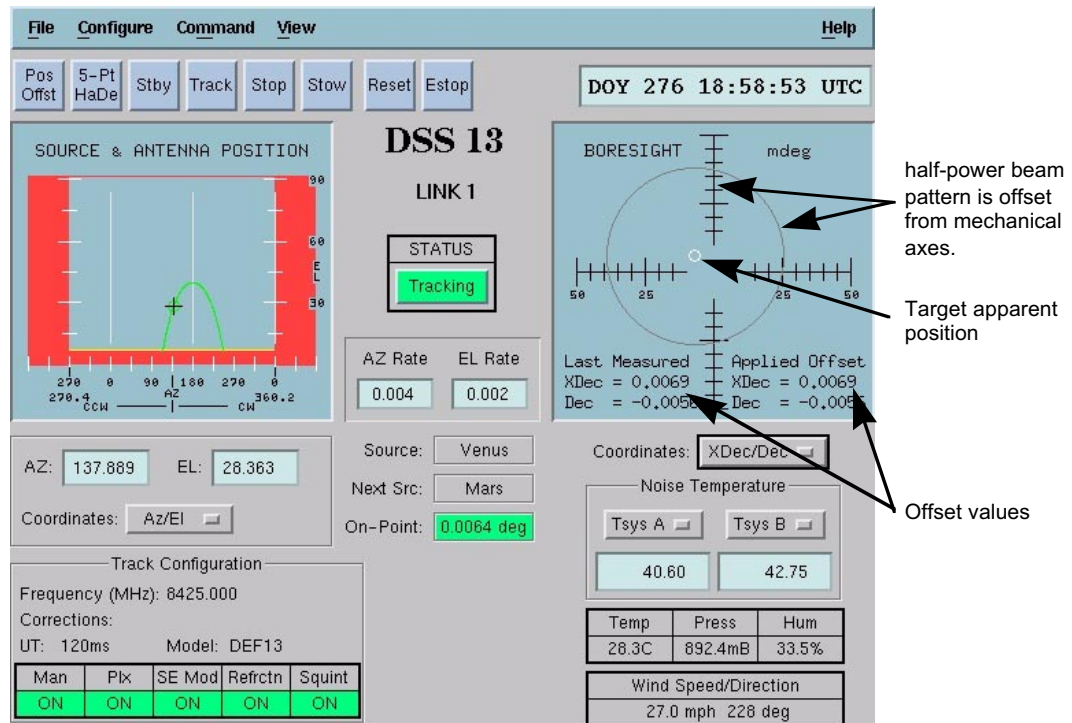 File Configure Command View Help
Pos Offst 5-Pt HaDe Stby Track Stop Stow Reset Estop
DOY 276 18:58:53 UTC
SOURCE & ANTENNA POSITION
90
60
EL
30
270 0 90 180 270 0
270.4 AZ 360.2
CCW CW
DSS 13
LINK 1
STATUS
Tracking
AZ Rate EL Rate
0.004 0.002
BORESIGHT mdeg
50 25 25 50
Last Measured Applied Offset
XDec = 0.0069 XDec = 0.0069
Dec = -0.0056 Dec = -0.0055
half-power beam
pattern is offset
from mechanical
axes.
Target apparent
position
Offset values
AZ: 137.889 EL: 28.363
Coordinates: Az/El
Source: Venus
Next Src: Mars
On-Point: 0.0064 deg
Coordinates: XDec/Dec
Noise Temperature
Tsys A Tsys B
40.60 42.75
Track Configuration
Frequency (MHz): 8425.000
Corrections:
UT: 120ms Model: DEF13
Man Plx SE Mod Refrctn Squint
ON ON ON ON ON
Temp Press Hum
28.3C 892.4mB 33.5%
Wind Speed/Direction
27.0 mph 228 deg